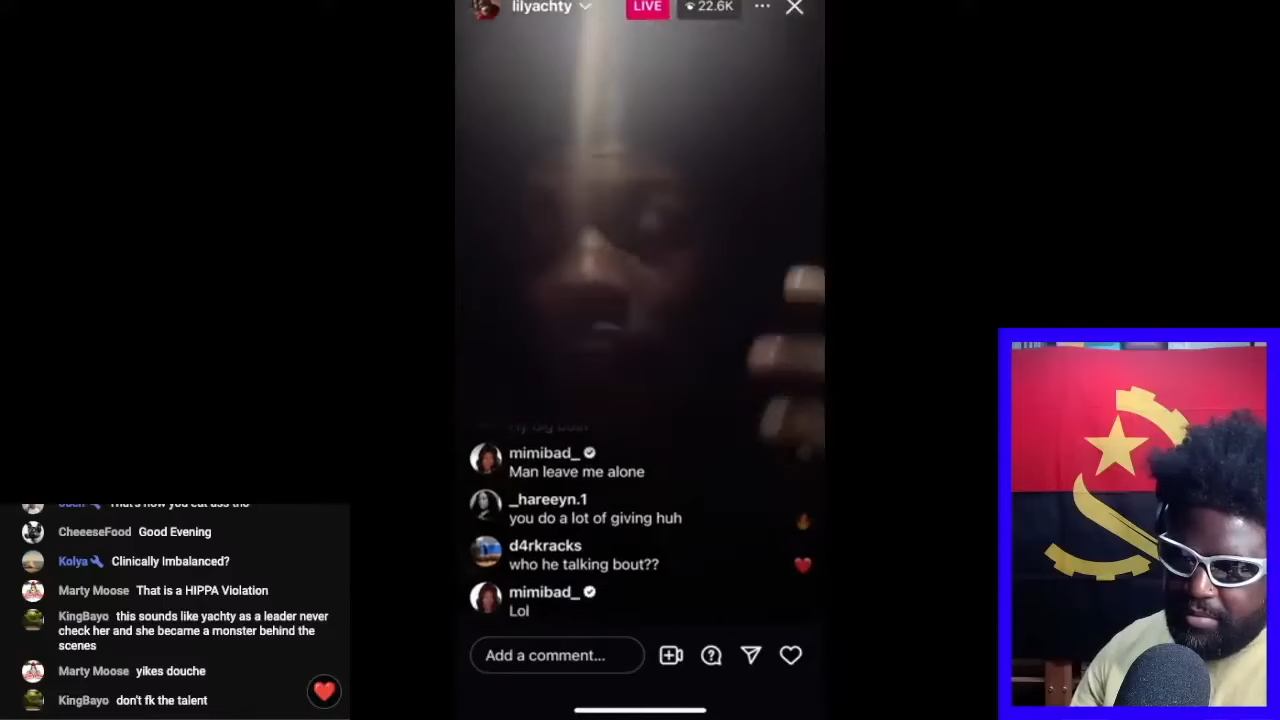 lilyachty
LIVE
22.6K
mimibad_
Man leave me alone
_hareeyn.1
you do a lot of giving huh
d4rkracks
who he talking bout??
mimibad_
Lol
Add a comment...
CheeeseFood Good Evening
Kolya Clinically Imbalanced?
Marty Moose That is a HIPPA Violation
KingBayo this sounds like yachty as a leader never
check her and she became a monster behind the
scenes
Marty Moose yikes douche
KingBayo don't fk the talent